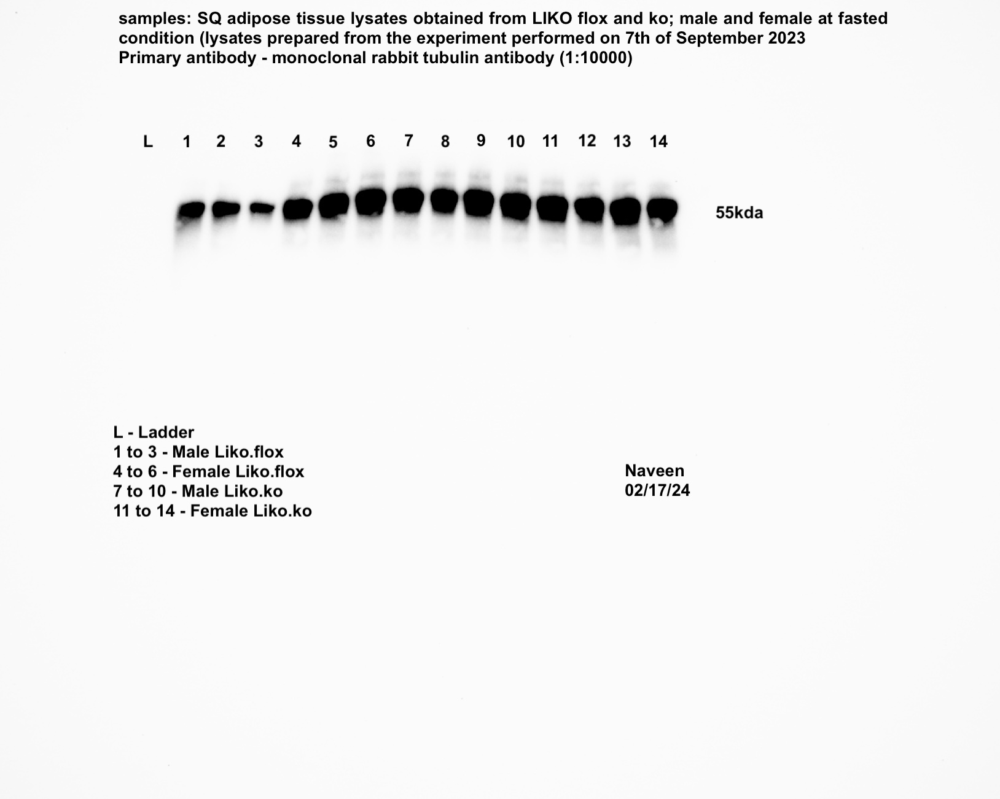 samples: SQ adipose tissue lysates obtained from LIKO flox and ko; male and female at fasted
condition (lysates prepared from the experiment performed on 7th of September 2023
Primary antibody - monoclonal rabbit tubulin antibody (1:10000)
L 1 2 3 4 5 6 7 8 9 10 11 12 13 14
55kda
L - Ladder
1 to 3 - Male Liko.flox
4 to 6 - Female Liko.flox
7 to 10 - Male Liko.ko
11 to 14 - Female Liko.ko
Naveen
02/17/24